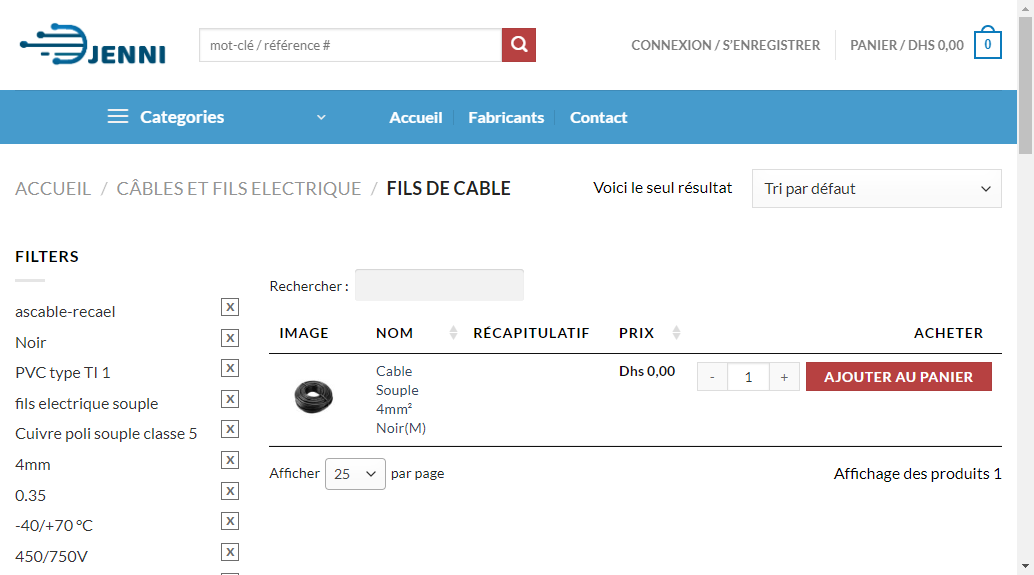 JENNI
mot-clé / référence #
CONNEXION / S'ENREGISTRER
PANIER / DHS 0,00
0
Categories
Accueil
Fabricants
Contact
ACCUEIL / CÂBLES ET FILS ELECTRIQUE / FILS DE CABLE
Voici le seul résultat
Tri par défaut
FILTERS
ascable-recael X
Noir X
PVC type TI 1 X
fils electrique souple X
Cuivre poli souple classe 5 X
4mm X
0.35 X
-40/+70 °C X
450/750V X
Rechercher :
IMAGE NOM RÉCAPITULATIF PRIX ACHETER
Cable
Souple
4mm²
Noir(M)
Dhs 0,00
- 1 +
AJOUTER AU PANIER
Afficher 25 par page
Affichage des produits 1